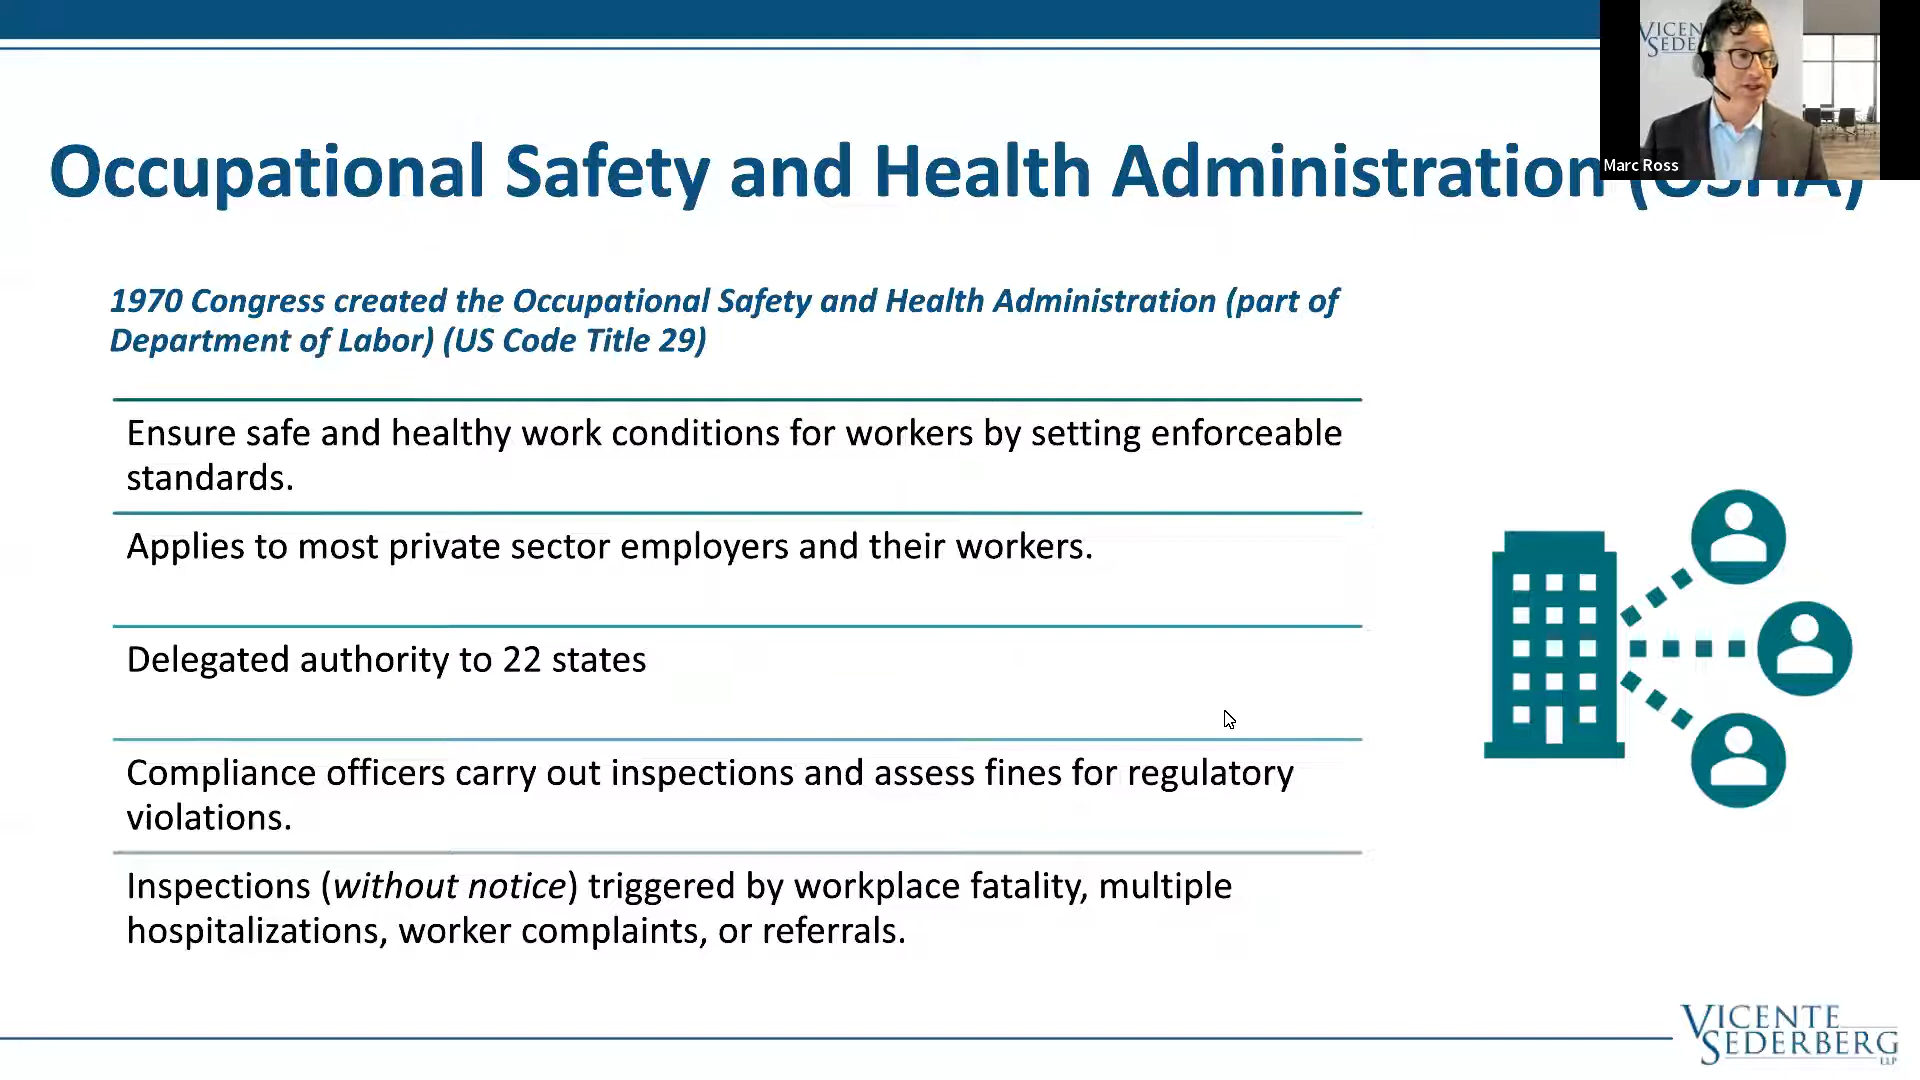 VICEN
SEDE
Marc Ross
Occupational Safety and Health Administration (OSHA)
1970 Congress created the Occupational Safety and Health Administration (part of
Department of Labor) (US Code Title 29)
Ensure safe and healthy work conditions for workers by setting enforceable
standards.
Applies to most private sector employers and their workers.
Delegated authority to 22 states
Compliance officers carry out inspections and assess fines for regulatory
violations.
Inspections (without notice) triggered by workplace fatality, multiple
hospitalizations, worker complaints, or referrals.
VICENTE
SEDERBERG
LLP